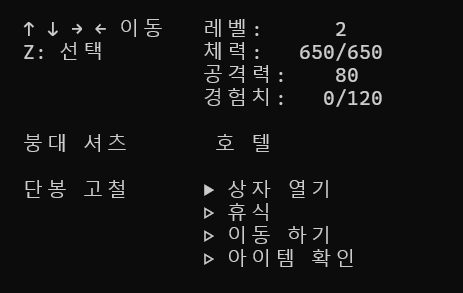 ↑ ↓ → ← 이동 레벨: 2
Z: 선택 체력: 650/650
공격력: 80
경험치: 0/120
붕대 셔츠 호텔
단봉 고철 ▶ 상자 열기
▷ 휴식
▷ 이동 하기
▷ 아이템 확인